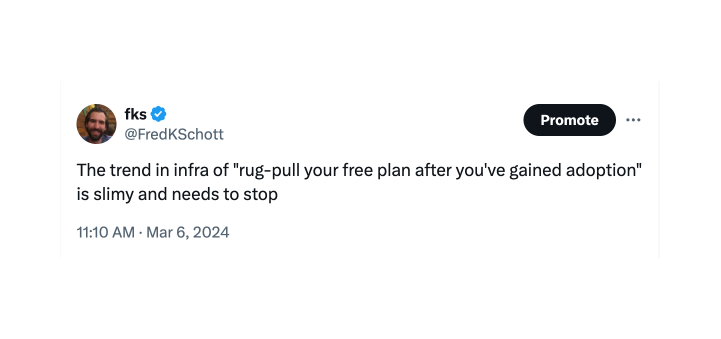 fks
@FredKSchott
Promote
The trend in infra of "rug-pull your free plan after you've gained adoption"
is slimy and needs to stop
11:10 AM · Mar 6, 2024